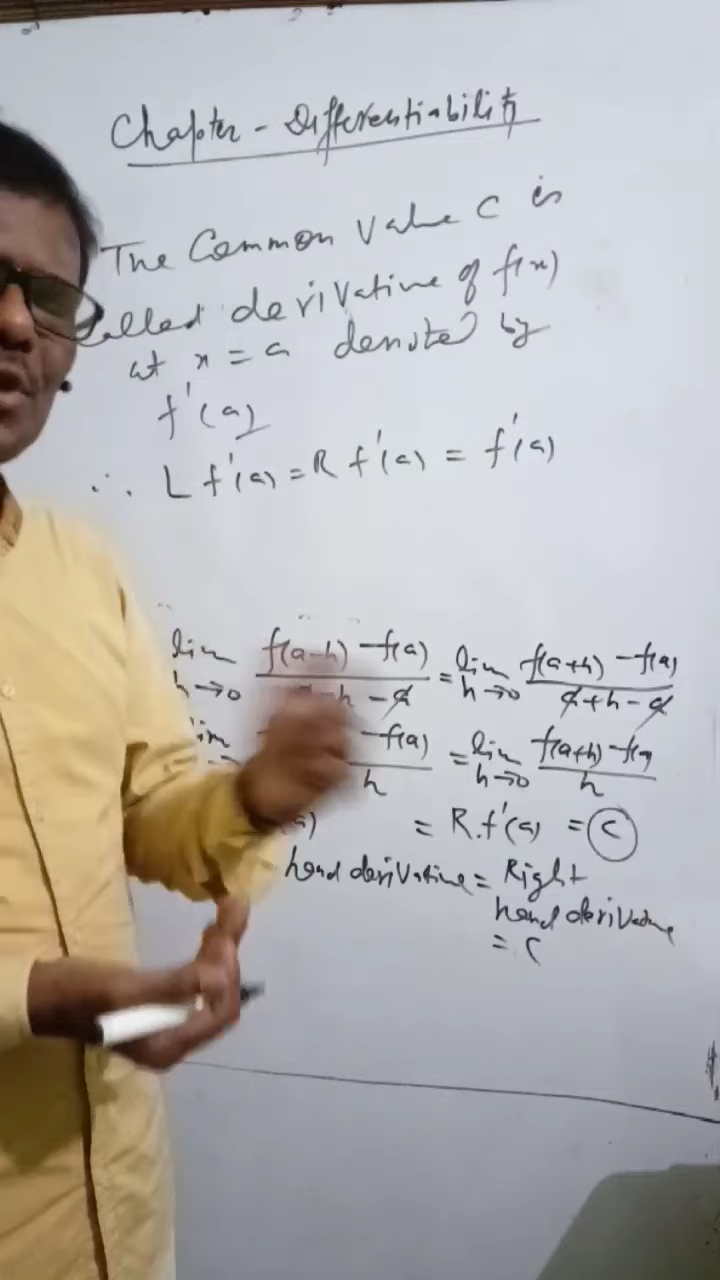 Chapter - Differentiability
The Common Value C is
called derivative of f(x)
at x = a denoted by
f'(a)
∴ L f'(a) = R f'(a) = f'(a)
lim h→0 f(a-h) - f(a) / -h - a = lim h→0 f(a+h) - f(a) / a+h - a
lim - f(a) / h = lim h→0 f(a+h) - f(a) / h
a) = R.f'(a) = C
hand derivative = Right
hand derivative
= C